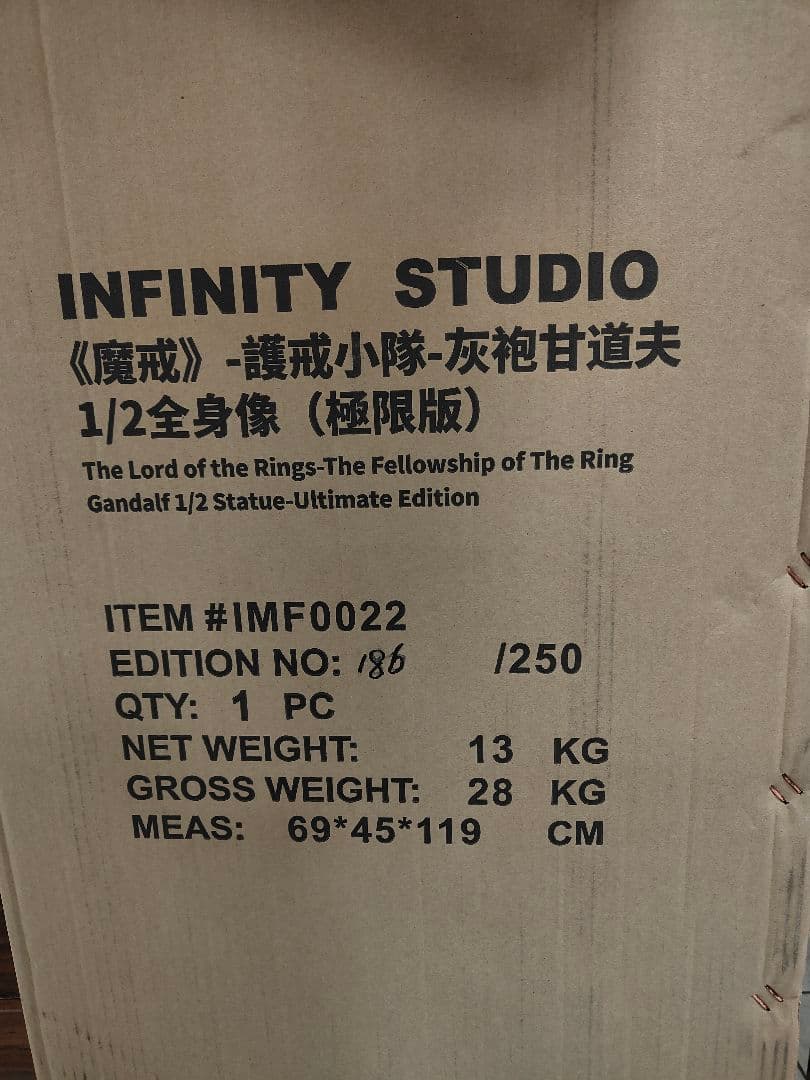 INFINITY STUDIO
《魔戒》-護戒小隊-灰袍甘道夫
1/2全身像（極限版）
The Lord of the Rings-The Fellowship of The Ring
Gandalf 1/2 Statue-Ultimate Edition
ITEM #IMF0022
EDITION NO: 186 /250
QTY: 1 PC
NET WEIGHT: 13 KG
GROSS WEIGHT: 28 KG
MEAS: 69*45*119 CM